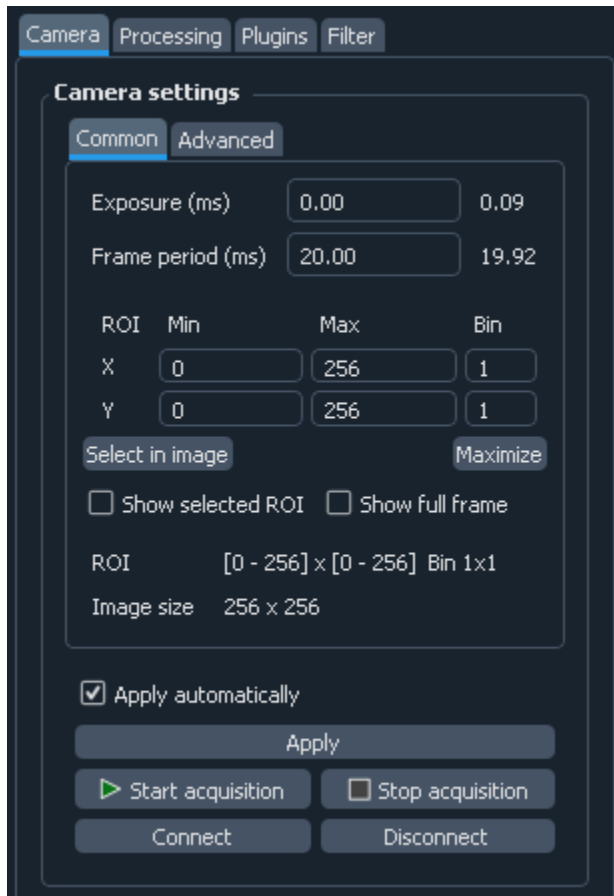 Camera Processing Plugins Filter
Camera settings
Common Advanced
Exposure (ms) 0.00 0.09
Frame period (ms) 20.00 19.92
ROI Min Max Bin
X 0 256 1
Y 0 256 1
Select in image Maximize
Show selected ROI Show full frame
ROI [0 - 256] x [0 - 256] Bin 1x1
Image size 256 x 256
Apply automatically
Apply
Start acquisition Stop acquisition
Connect Disconnect